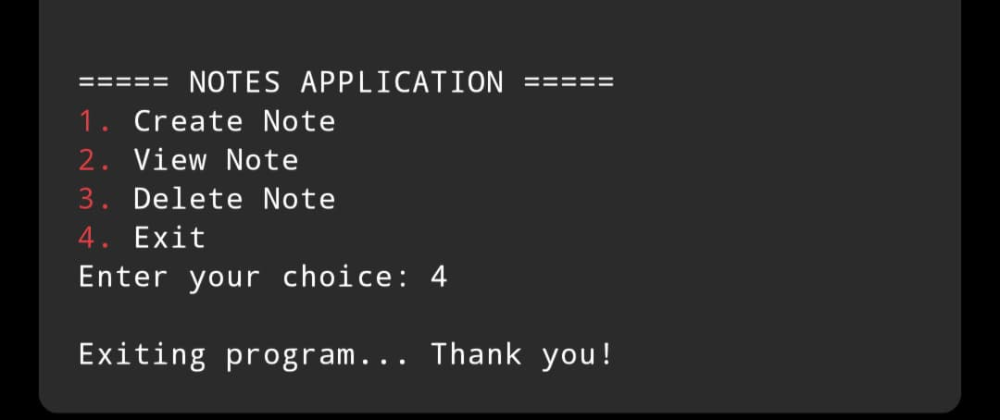 ===== NOTES APPLICATION =====
1. Create Note
2. View Note
3. Delete Note
4. Exit
Enter your choice: 4
Exiting program... Thank you!